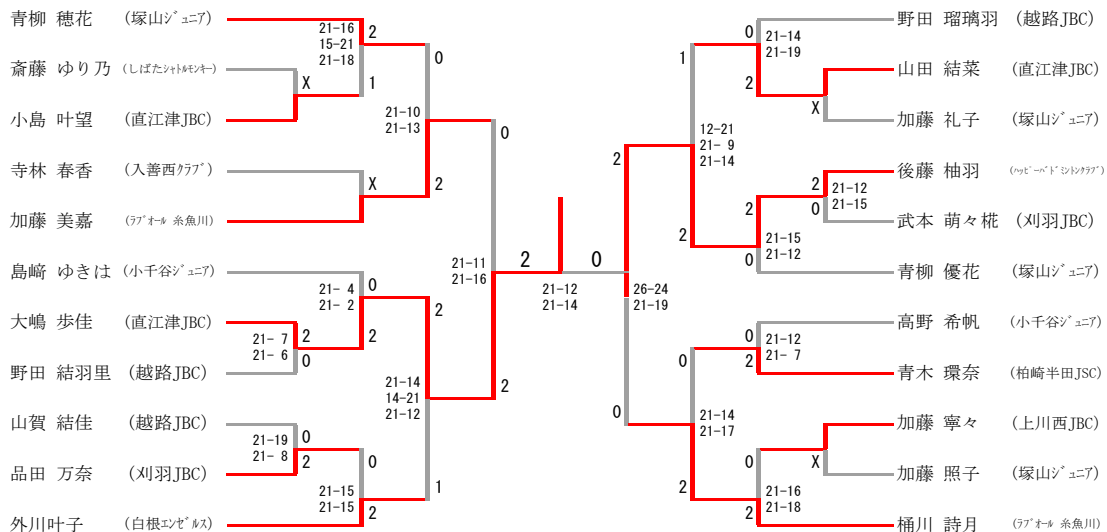 青柳 穂花 (塚山ｼﾞｭﾆｱ)
斎藤 ゆり乃 (しばたｼｬﾄﾙﾓﾝｷｰ)
小島 叶望 (直江津JBC)
寺林 春香 (入善西ｸﾗﾌﾞ)
加藤 美嘉 (ﾗﾌﾞｵｰﾙ 糸魚川)
島﨑 ゆきは (小千谷ｼﾞｭﾆｱ)
大嶋 歩佳 (直江津JBC)
野田 結羽里 (越路JBC)
山賀 結佳 (越路JBC)
品田 万奈 (刈羽JBC)
外川叶子 (白根ｴﾝｾﾞﾙｽ)
21-16
15-21
21-18
2
1
X
0
21-10
21-13
2
X
0
21- 4
21- 2
0
2
21- 7
21- 6
2
0
2
21-14
14-21
21-12
1
21-19
21- 8
0
2
21-15
21-15
0
2
21-11
21-16
2
2
21-12
21-14
0
野田 瑠璃羽 (越路JBC)
山田 結菜 (直江津JBC)
加藤 礼子 (塚山ｼﾞｭﾆｱ)
後藤 柚羽 (ﾊｯﾋﾟｰﾊﾞﾄﾞﾐﾝﾄﾝｸﾗﾌﾞ)
武本 萌々椛 (刈羽JBC)
青柳 優花 (塚山ｼﾞｭﾆｱ)
高野 希帆 (小千谷ｼﾞｭﾆｱ)
青木 環奈 (柏崎半田JSC)
加藤 寧々 (上川西JBC)
加藤 照子 (塚山ｼﾞｭﾆｱ)
桶川 詩月 (ﾗﾌﾞｵｰﾙ 糸魚川)
0
21-14
21-19
2
X
1
12-21
21- 9
21-14
2
2
21-12
21-15
0
2
21-15
21-12
0
2
26-24
21-19
0
0
21-12
21- 7
2
0
21-14
21-17
2
X
0
21-16
21-18
2